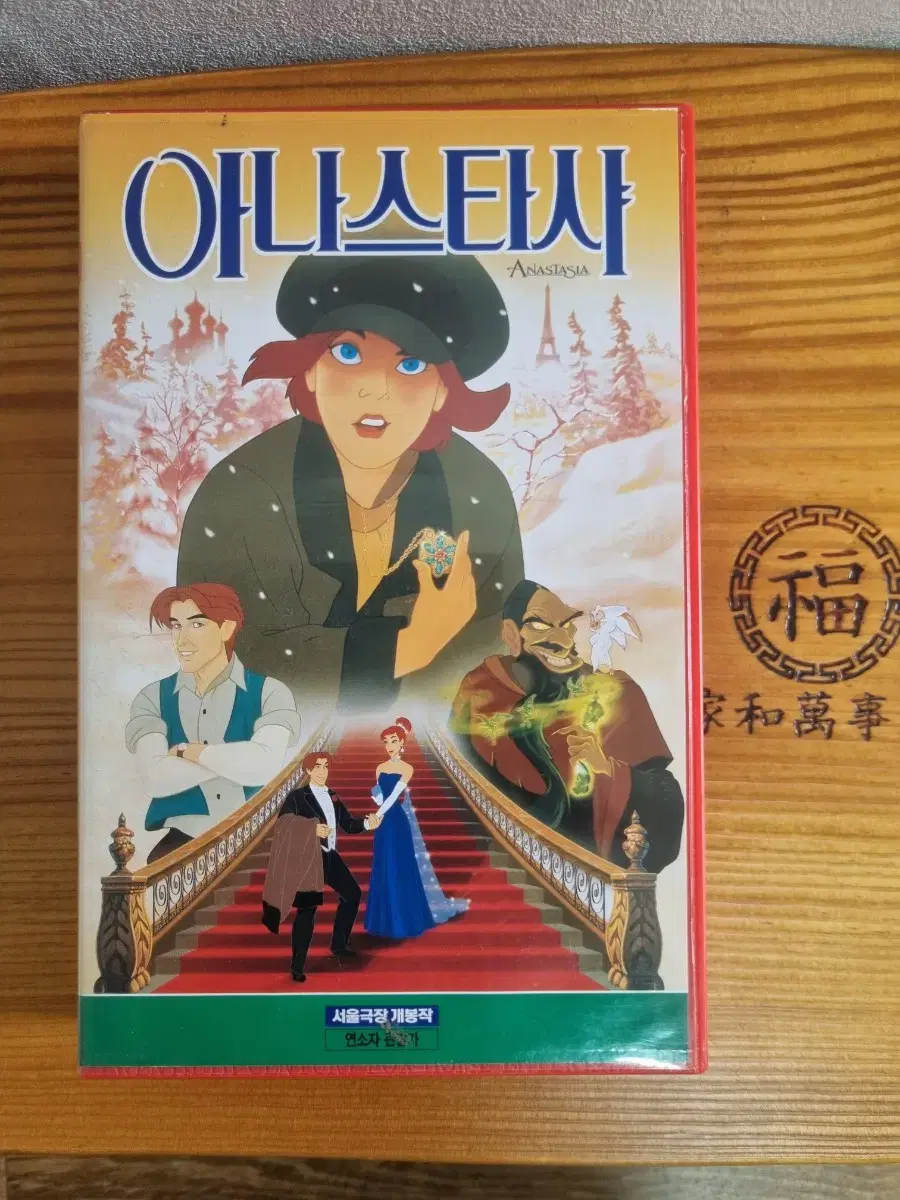 아나스타샤
ANASTASIA
福
家和萬事
서울극장 개봉작
연소자 관람가